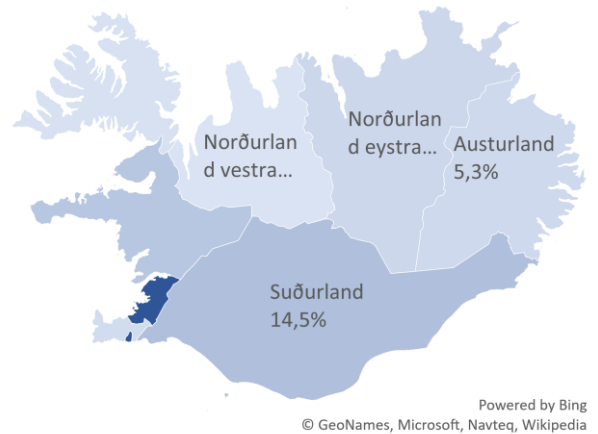 Norðurlan
d vestra...
Norðurlan
d eystra...
Austurland
5,3%
Suðurland
14,5%
Powered by Bing
© GeoNames, Microsoft, Navteq, Wikipedia